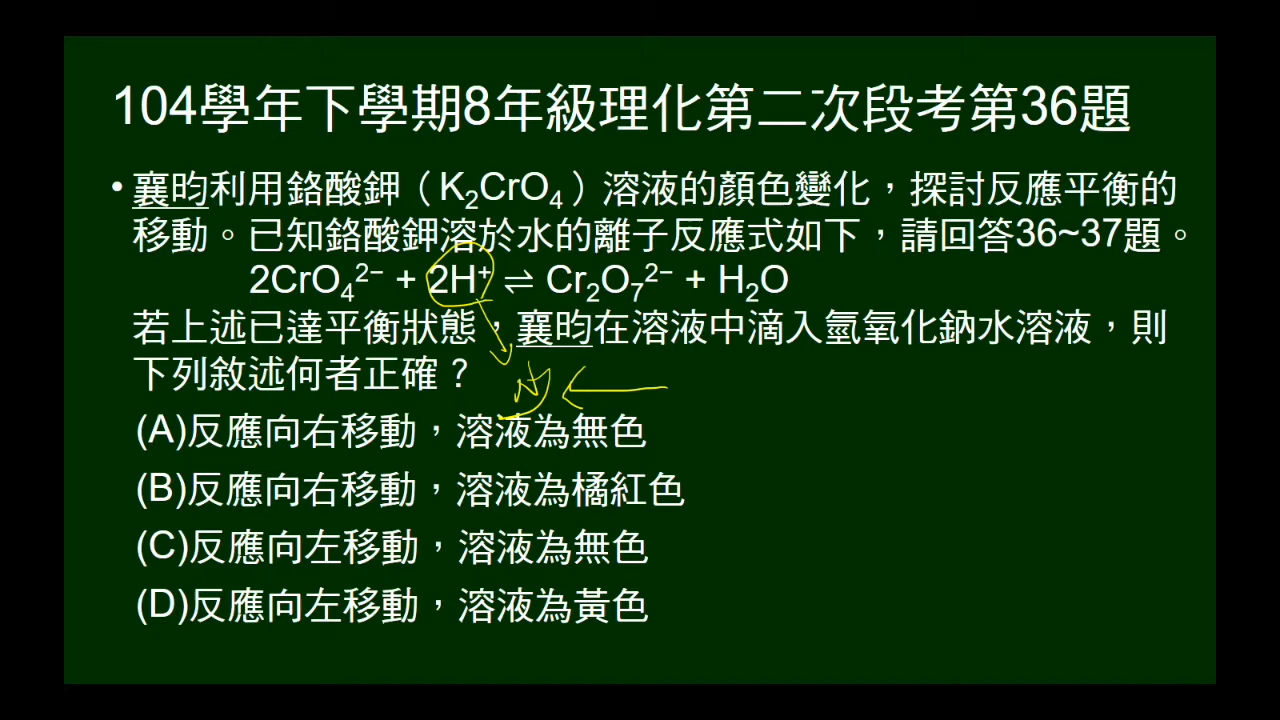 104學年下學期8年級理化第二次段考第36題
• 襄昀利用鉻酸鉀（K₂CrO₄）溶液的顏色變化，探討反應平衡的
移動。已知鉻酸鉀溶於水的離子反應式如下，請回答36~37題。
2CrO₄²⁻ + 2H⁺ ⇌ Cr₂O₇²⁻ + H₂O
若上述已達平衡狀態，襄昀在溶液中滴入氫氧化鈉水溶液，則
下列敘述何者正確？
(A)反應向右移動，溶液為無色
(B)反應向右移動，溶液為橘紅色
(C)反應向左移動，溶液為無色
(D)反應向左移動，溶液為黃色